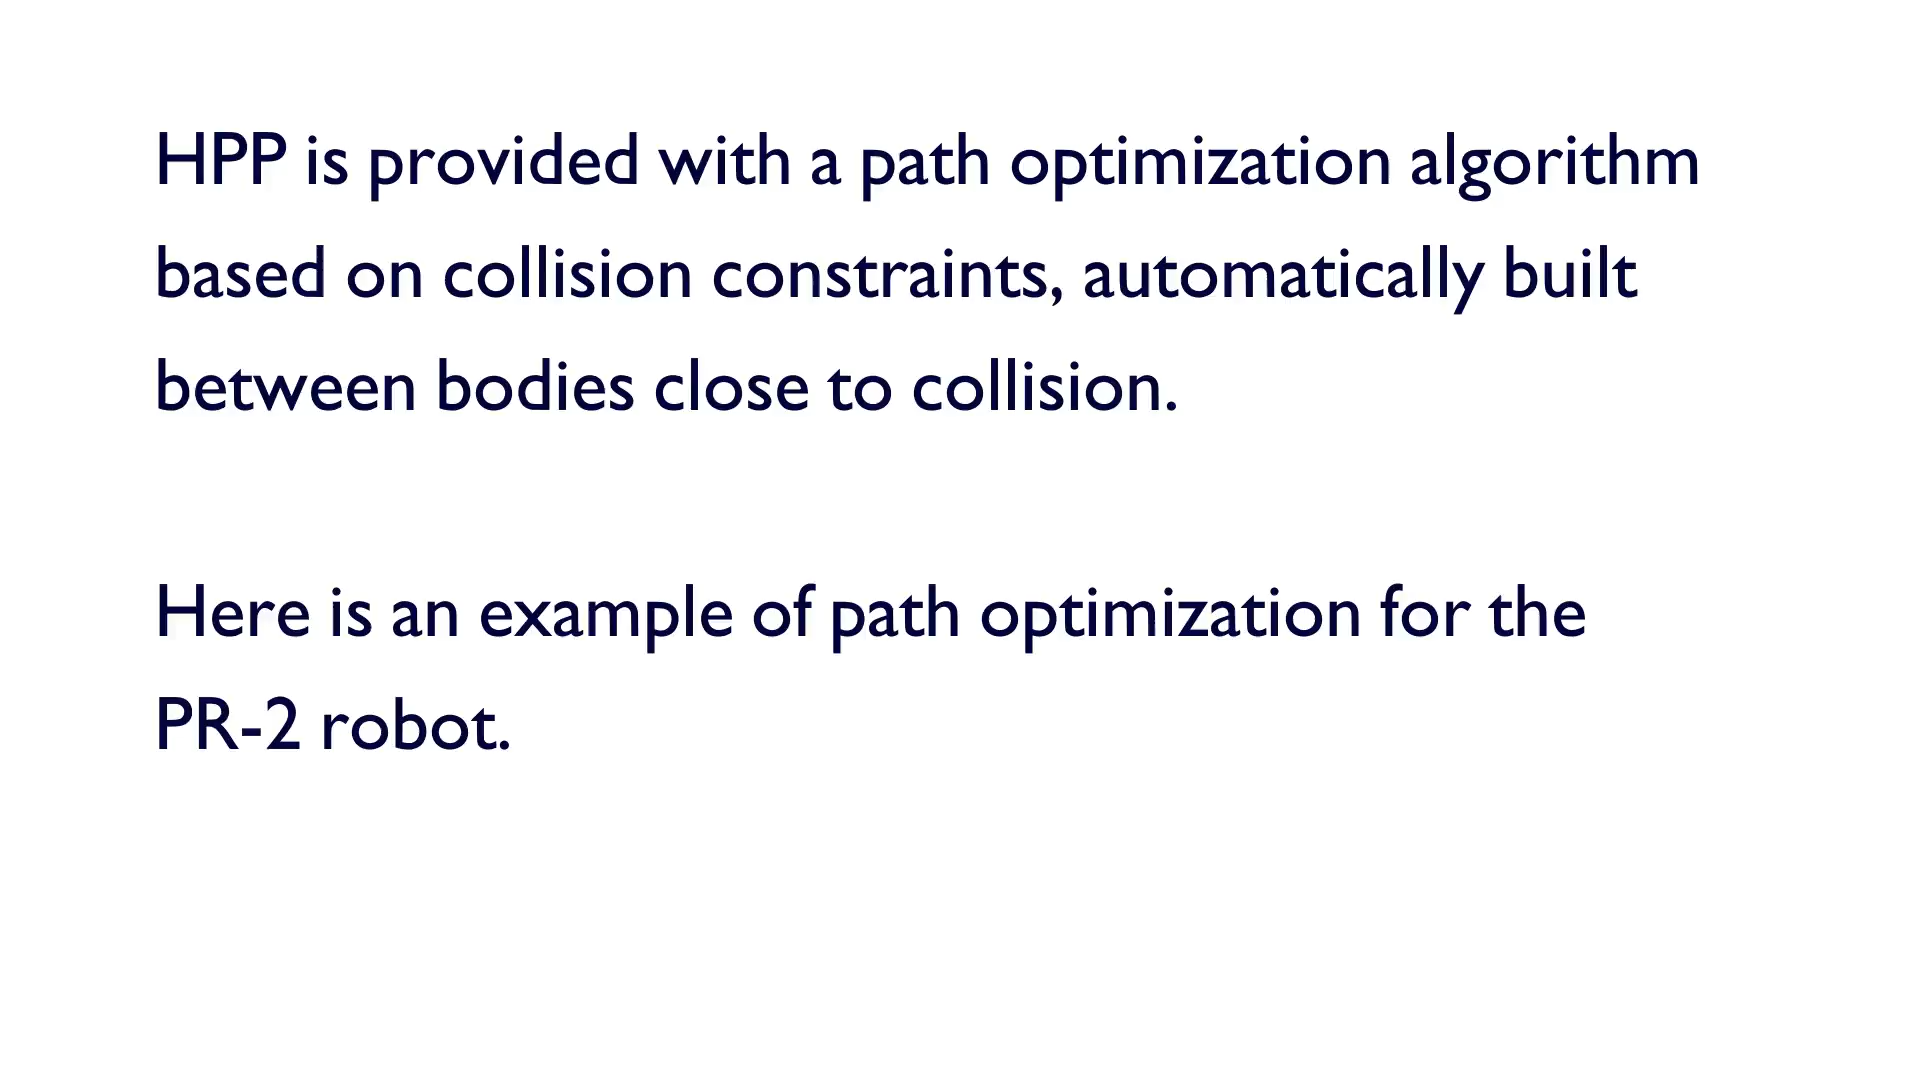 HPP is provided with a path optimization algorithm
based on collision constraints, automatically built
between bodies close to collision.
Here is an example of path optimization for the
PR-2 robot.